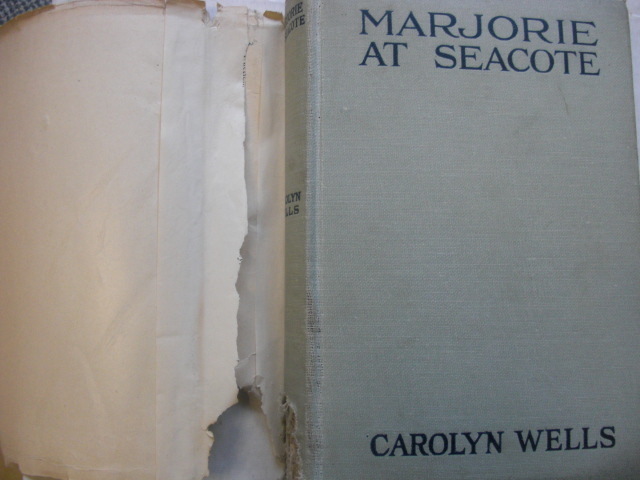 MARJORIE
AT SEACOTE
CAROLYN WELLS